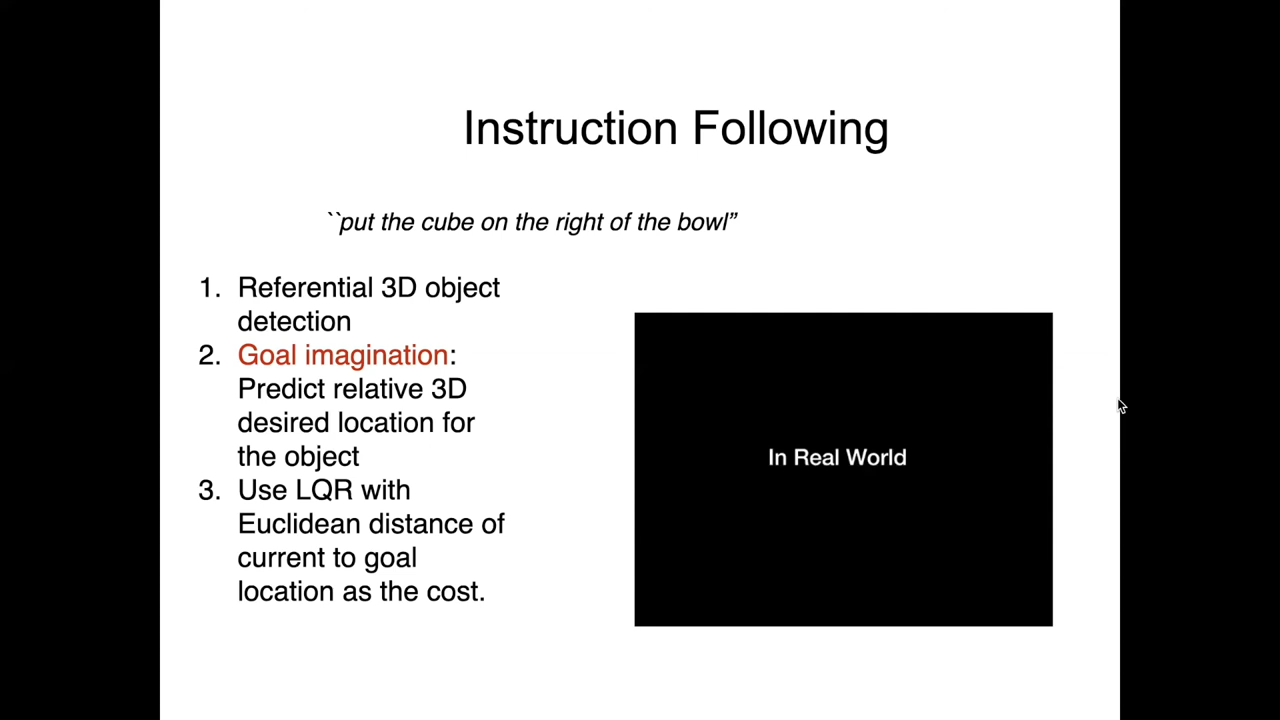 Instruction Following
``put the cube on the right of the bowl”
1. Referential 3D object
detection
2. Goal imagination:
Predict relative 3D
desired location for
the object
3. Use LQR with
Euclidean distance of
current to goal
location as the cost.
In Real World